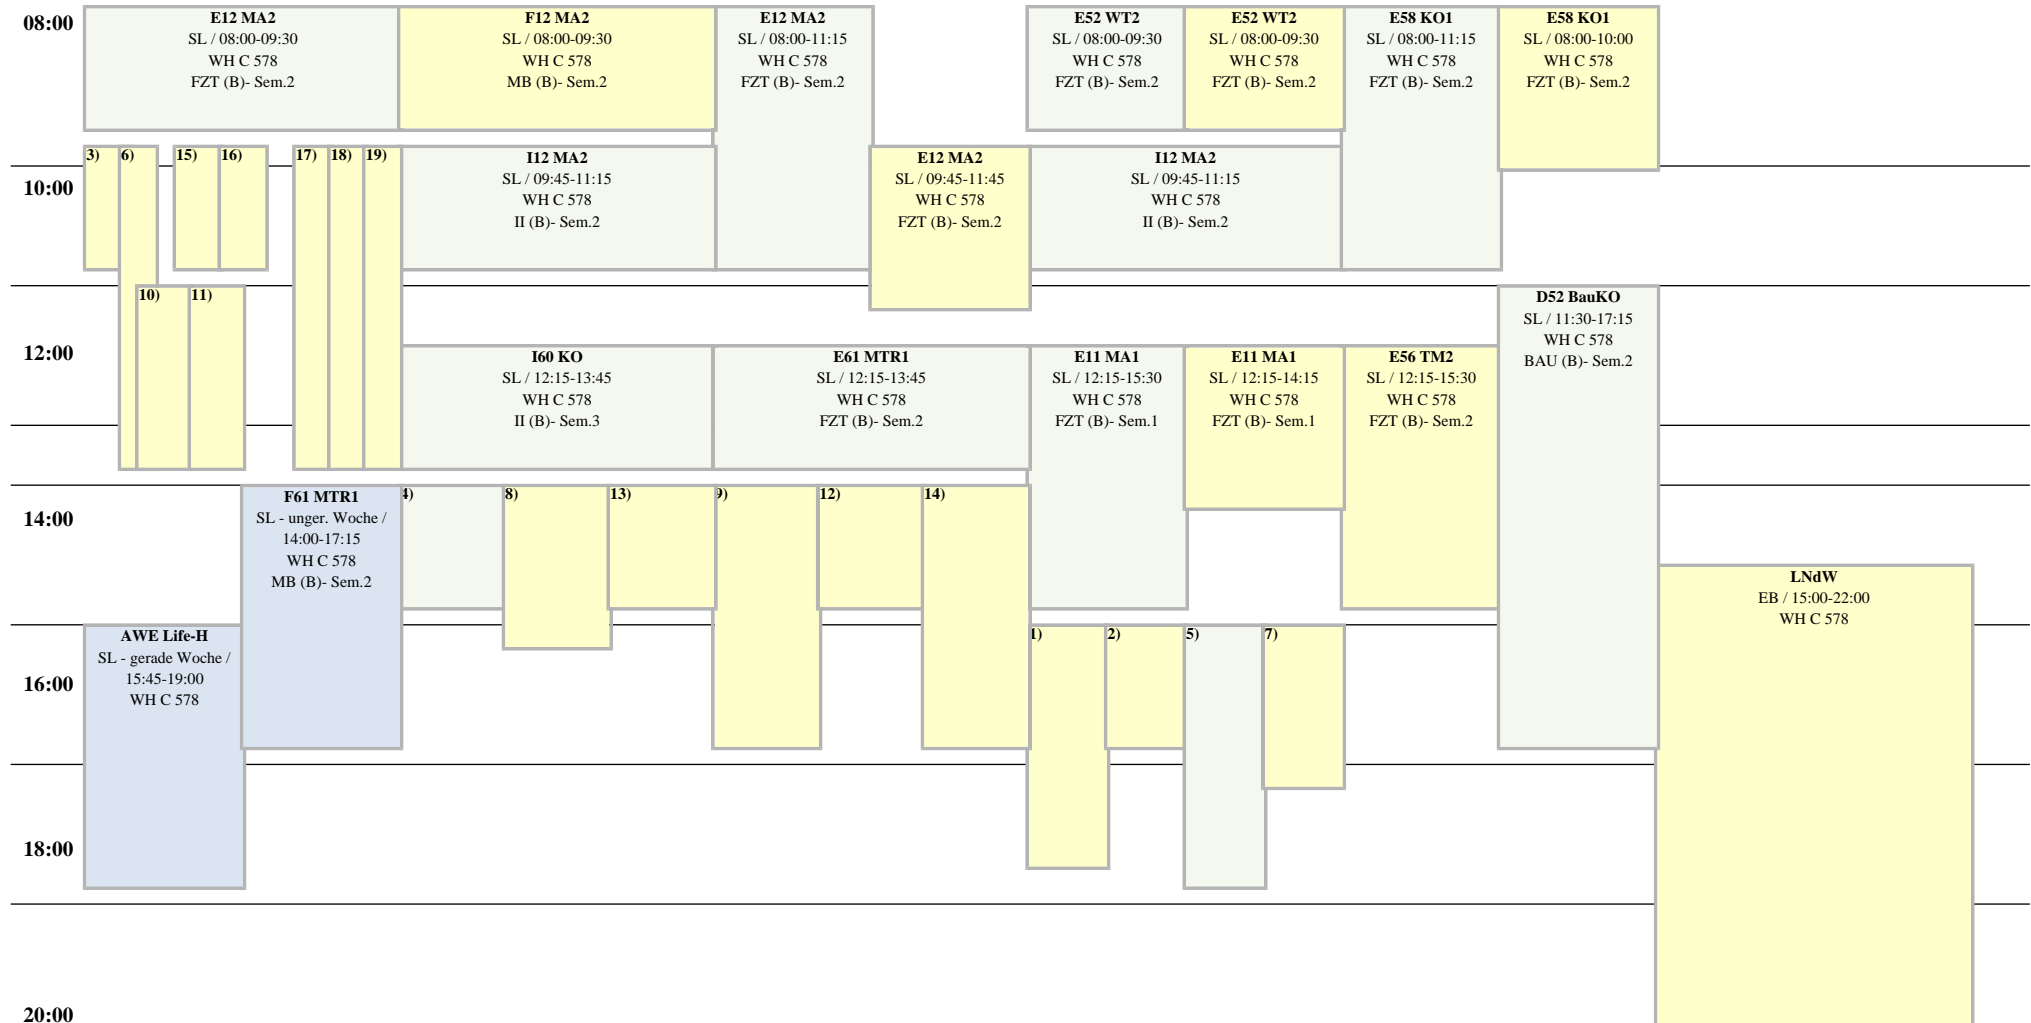 08:00
E12 MA2
SL / 08:00-09:30
WH C 578
FZT (B)- Sem.2
F12 MA2
SL / 08:00-09:30
WH C 578
MB (B)- Sem.2
E12 MA2
SL / 08:00-11:15
WH C 578
FZT (B)- Sem.2
E52 WT2
SL / 08:00-09:30
WH C 578
FZT (B)- Sem.2
E52 WT2
SL / 08:00-09:30
WH C 578
FZT (B)- Sem.2
E58 KO1
SL / 08:00-11:15
WH C 578
FZT (B)- Sem.2
E58 KO1
SL / 08:00-10:00
WH C 578
FZT (B)- Sem.2
3)
6)
15)
16)
17)
18)
19)
I12 MA2
SL / 09:45-11:15
WH C 578
II (B)- Sem.2
E12 MA2
SL / 09:45-11:45
WH C 578
FZT (B)- Sem.2
I12 MA2
SL / 09:45-11:15
WH C 578
II (B)- Sem.2
10:00
10)
11)
D52 BauKO
SL / 11:30-17:15
WH C 578
BAU (B)- Sem.2
12:00
I60 KO
SL / 12:15-13:45
WH C 578
II (B)- Sem.3
E61 MTR1
SL / 12:15-13:45
WH C 578
FZT (B)- Sem.2
E11 MA1
SL / 12:15-15:30
WH C 578
FZT (B)- Sem.1
E11 MA1
SL / 12:15-14:15
WH C 578
FZT (B)- Sem.1
E56 TM2
SL / 12:15-15:30
WH C 578
FZT (B)- Sem.2
14:00
F61 MTR1
SL - unger. Woche /
14:00-17:15
WH C 578
MB (B)- Sem.2
4)
8)
13)
9)
12)
14)
LNdW
EB / 15:00-22:00
WH C 578
AWE Life-H
SL - gerade Woche /
15:45-19:00
WH C 578
1)
2)
5)
7)
16:00
18:00
20:00